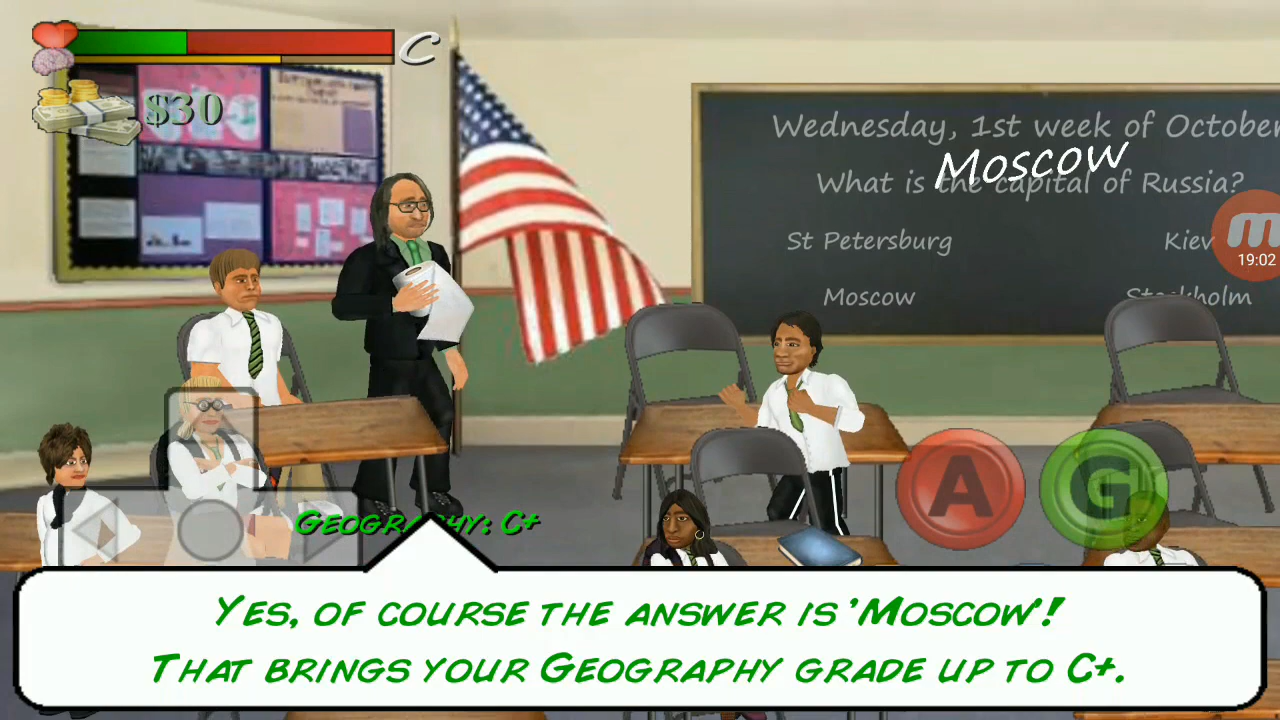 C
$30
Wednesday, 1st week of October
Moscow
What is the capital of Russia?
St Petersburg Kiev
19:02
Moscow Stockholm
A G
Geography: C+
Yes, of course the answer is 'Moscow'!
That brings your Geography grade up to C+.